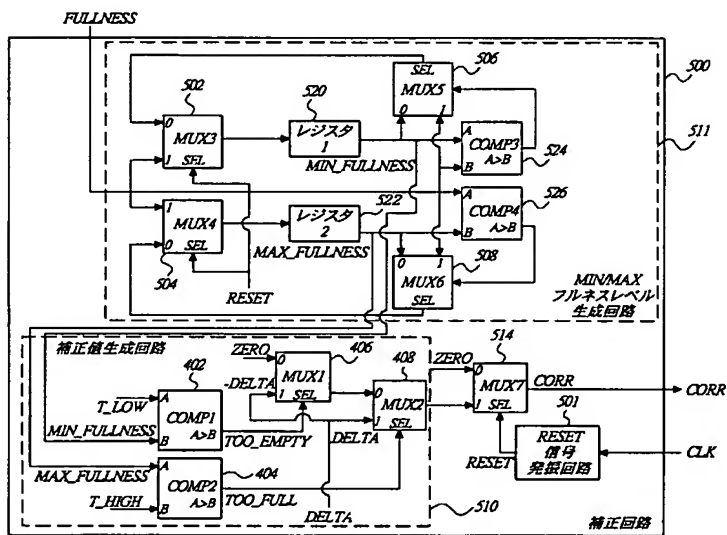 FULLNESS
500
511
502
0
MUX3
1
SEL
520
レジスタ
1
MIN_FULLNESS
SEL
MUX5
0
1
506
A
COMP3
B
A>B
524
1
MUX4
0
SEL
504
522
レジスタ
2
MAX_FULLNESS
A
COMP4
B
A>B
526
0
1
MUX6
SEL
508
RESET
MIN/MAX
フルネスレベル
生成回路
補正値生成回路
402
T_LOW
A
COMP1
MIN_FULLNESS
B
A>B
TOO_EMPTY
ZERO
0
-DELTA
MUX1
1
SEL
406
408
0
MUX2
1
SEL
DELTA
MAX_FULLNESS
A
COMP2
T_HIGH
B
A>B
404
TOO_FULL
DELTA
510
ZERO
514
0
MUX7
1
SEL
CORR
CORR
501
RESET
信号
発振回路
RESET
CLK
補正回路